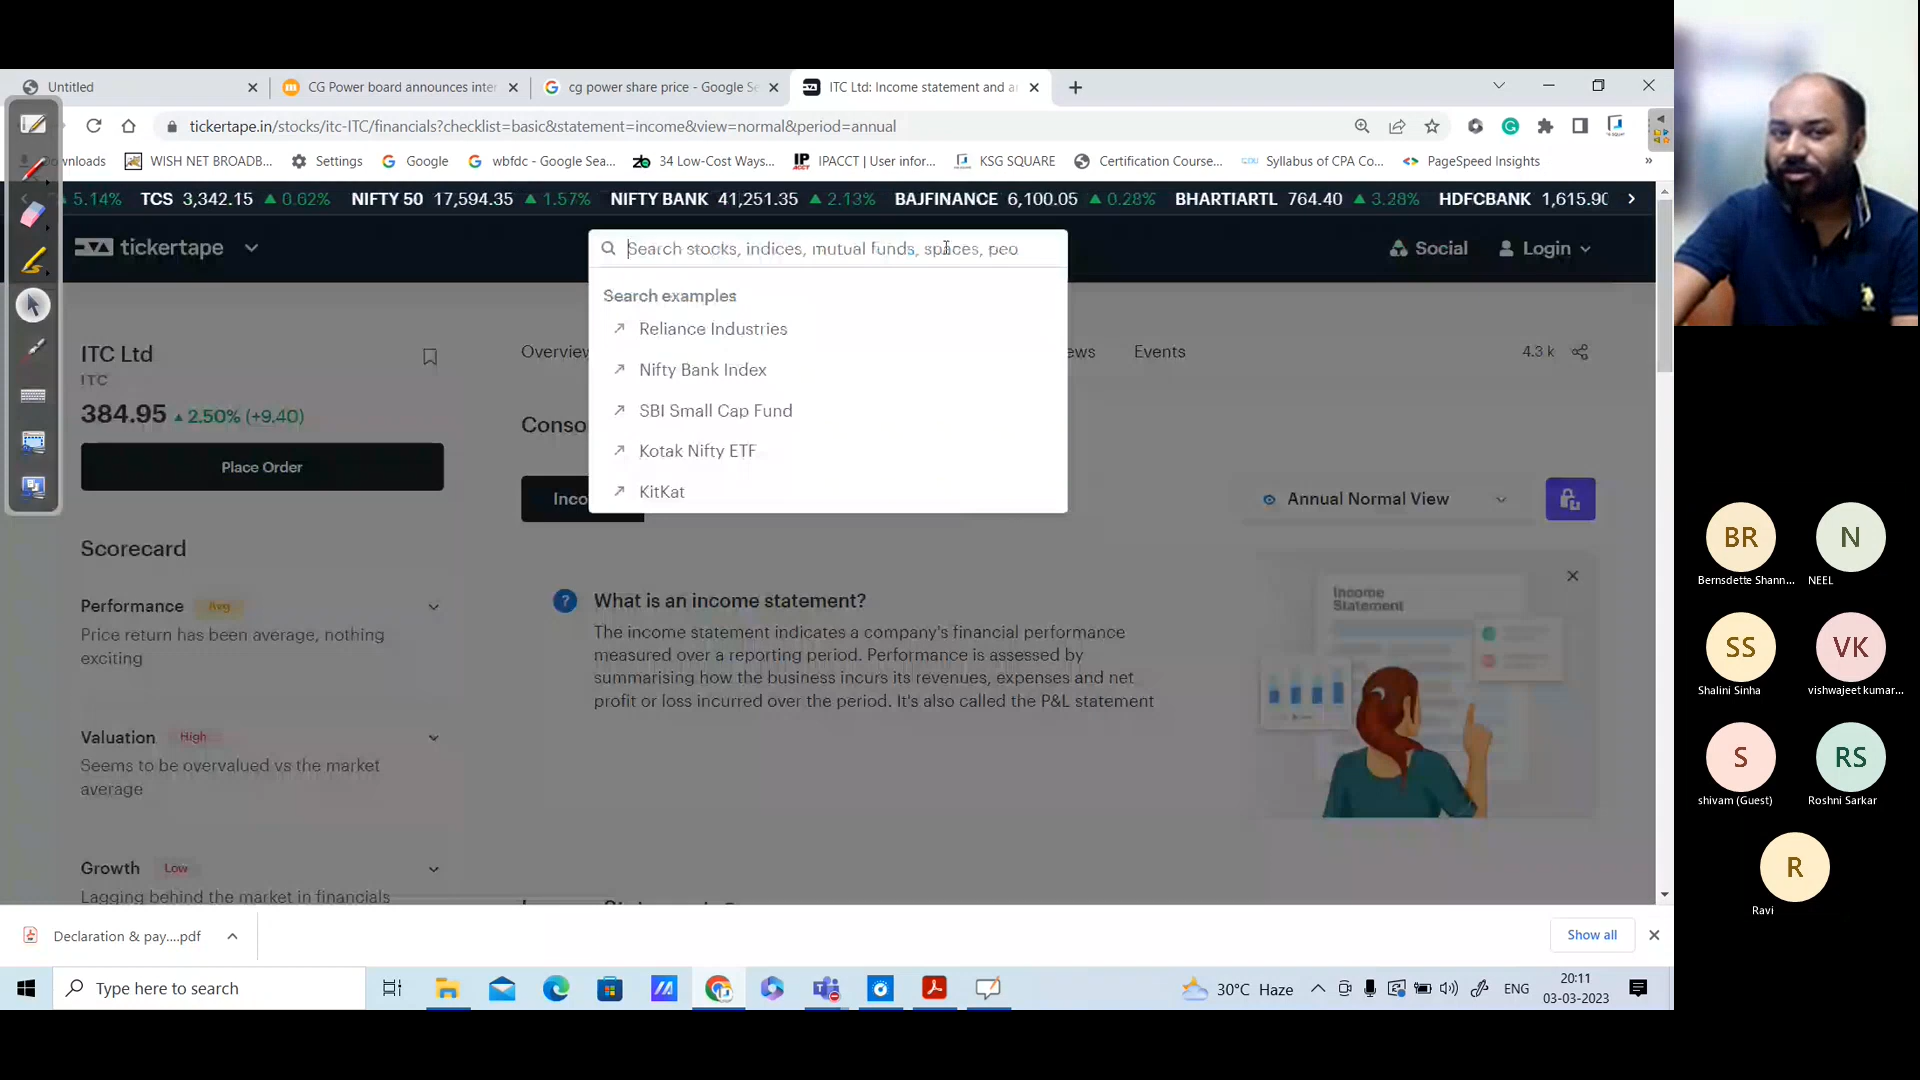 Untitled
CG Power board announces inter
cg power share price - Google Se
ITC Ltd: Income statement and a
tickertape.in/stocks/itc-ITC/financials?checklist=basic&statement=income&view=normal&period=annual
ownloads
WISH NET BROADB...
Settings
Google
wbfdc - Google Sea...
34 Low-Cost Ways...
IPACCT | User infor...
KSG SQUARE
Certification Course...
Syllabus of CPA Co...
PageSpeed Insights
»
5.14% TCS 3,342.15 0.62% NIFTY 50 17,594.35 1.57% NIFTY BANK 41,251.35 2.13% BAJFINANCE 6,100.05 0.28% BHARTIARTL 764.40 3.28% HDFCBANK 1,615.90
tickertape
Search stocks, indices, mutual funds, spaces, peo
Social
Login
Search examples
Reliance Industries
Nifty Bank Index
SBI Small Cap Fund
Kotak Nifty ETF
KitKat
ITC Ltd
ITC
384.95 2.50% (+9.40)
Place Order
Overview
ews
Events
4.3 k
Conso
Inco
Annual Normal View
Scorecard
Performance Avg
Price return has been average, nothing
exciting
Valuation High
Seems to be overvalued vs the market
average
Growth Low
Lagging behind the market in financials
? What is an income statement?
The income statement indicates a company's financial performance
measured over a reporting period. Performance is assessed by
summarising how the business incurs its revenues, expenses and net
profit or loss incurred over the period. It's also called the P&L statement
Income
Statement
Declaration & pay....pdf
Show all
Type here to search
30°C Haze
ENG
20:11
03-03-2023
BR
Bernsdette Shann...
N
NEEL
SS
Shalini Sinha
VK
vishwajeet kumar...
S
shivam (Guest)
RS
Roshni Sarkar
R
Ravi